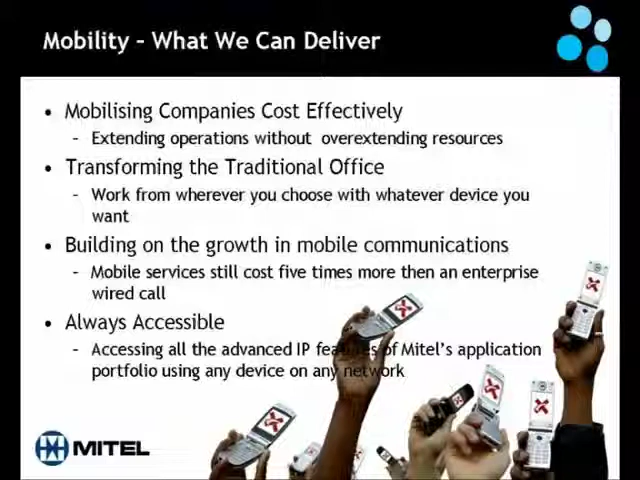 Mobility – What We Can Deliver
• Mobilising Companies Cost Effectively
– Extending operations without overextending resources
• Transforming the Traditional Office
– Work from wherever you choose with whatever device you
want
• Building on the growth in mobile communications
– Mobile services still cost five times more then an enterprise
wired call
• Always Accessible
– Accessing all the advanced IP features of Mitel's application
portfolio using any device on any network
MITEL